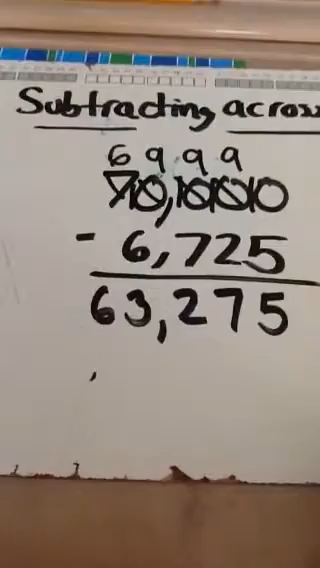 Subtracting across
6 9 9 9
70,000
- 6,725
63,275